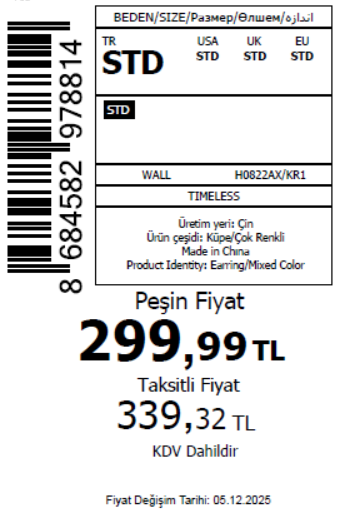 BEDEN/SIZE/Размер/Өлшем/اندازه
TR USA UK EU
STD STD STD STD
STD
WALL H0822AX/KR1
TIMELESS
Üretim yeri: Çin
Ürün çeşidi: Küpe/Çok Renkli
Made in China
Product Identity: Earring/Mixed Color
8 684582 978814
Peşin Fiyat
299,99 TL
Taksitli Fiyat
339,32 TL
KDV Dahildir
Fiyat Değişim Tarihi: 05.12.2025